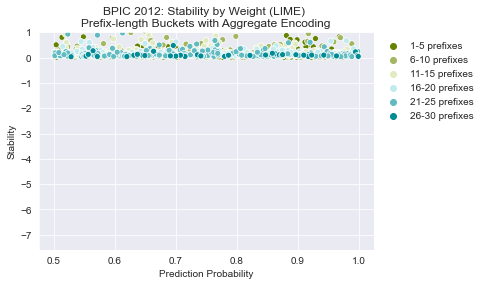 BPIC 2012: Stability by Weight (LIME)
Prefix-length Buckets with Aggregate Encoding
1
0
−1
−2
−3
−4
−5
−6
−7
Stability
0.5 0.6 0.7 0.8 0.9 1.0
Prediction Probability
1-5 prefixes
6-10 prefixes
11-15 prefixes
16-20 prefixes
21-25 prefixes
26-30 prefixes